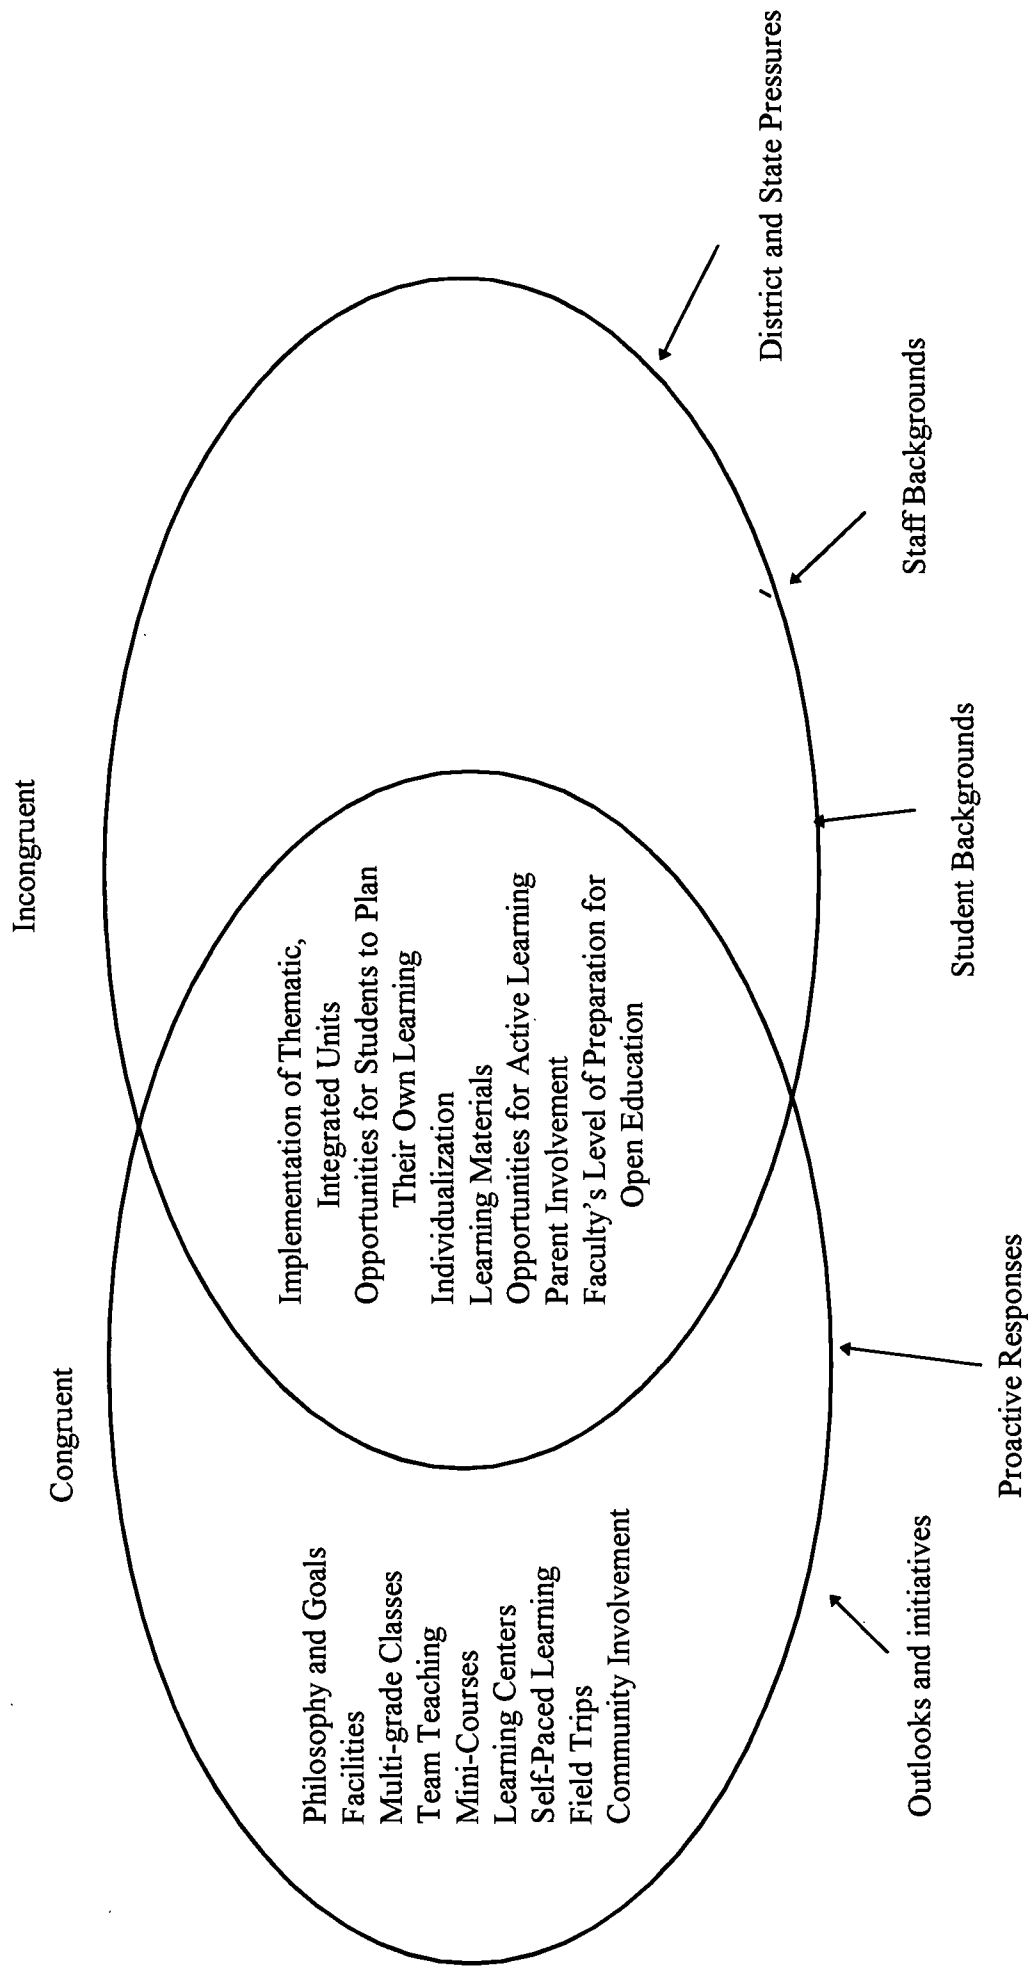 Congruent
Incongruent
Philosophy and Goals
Facilities
Multi-grade Classes
Team Teaching
Mini-Courses
Learning Centers
Self-Paced Learning
Field Trips
Community Involvement
Implementation of Thematic,
Integrated Units
Opportunities for Students to Plan
Their Own Learning
Individualization
Learning Materials
Opportunities for Active Learning
Parent Involvement
Faculty's Level of Preparation for
Open Education
Outlooks and initiatives
Proactive Responses
Student Backgrounds
Staff Backgrounds
District and State Pressures